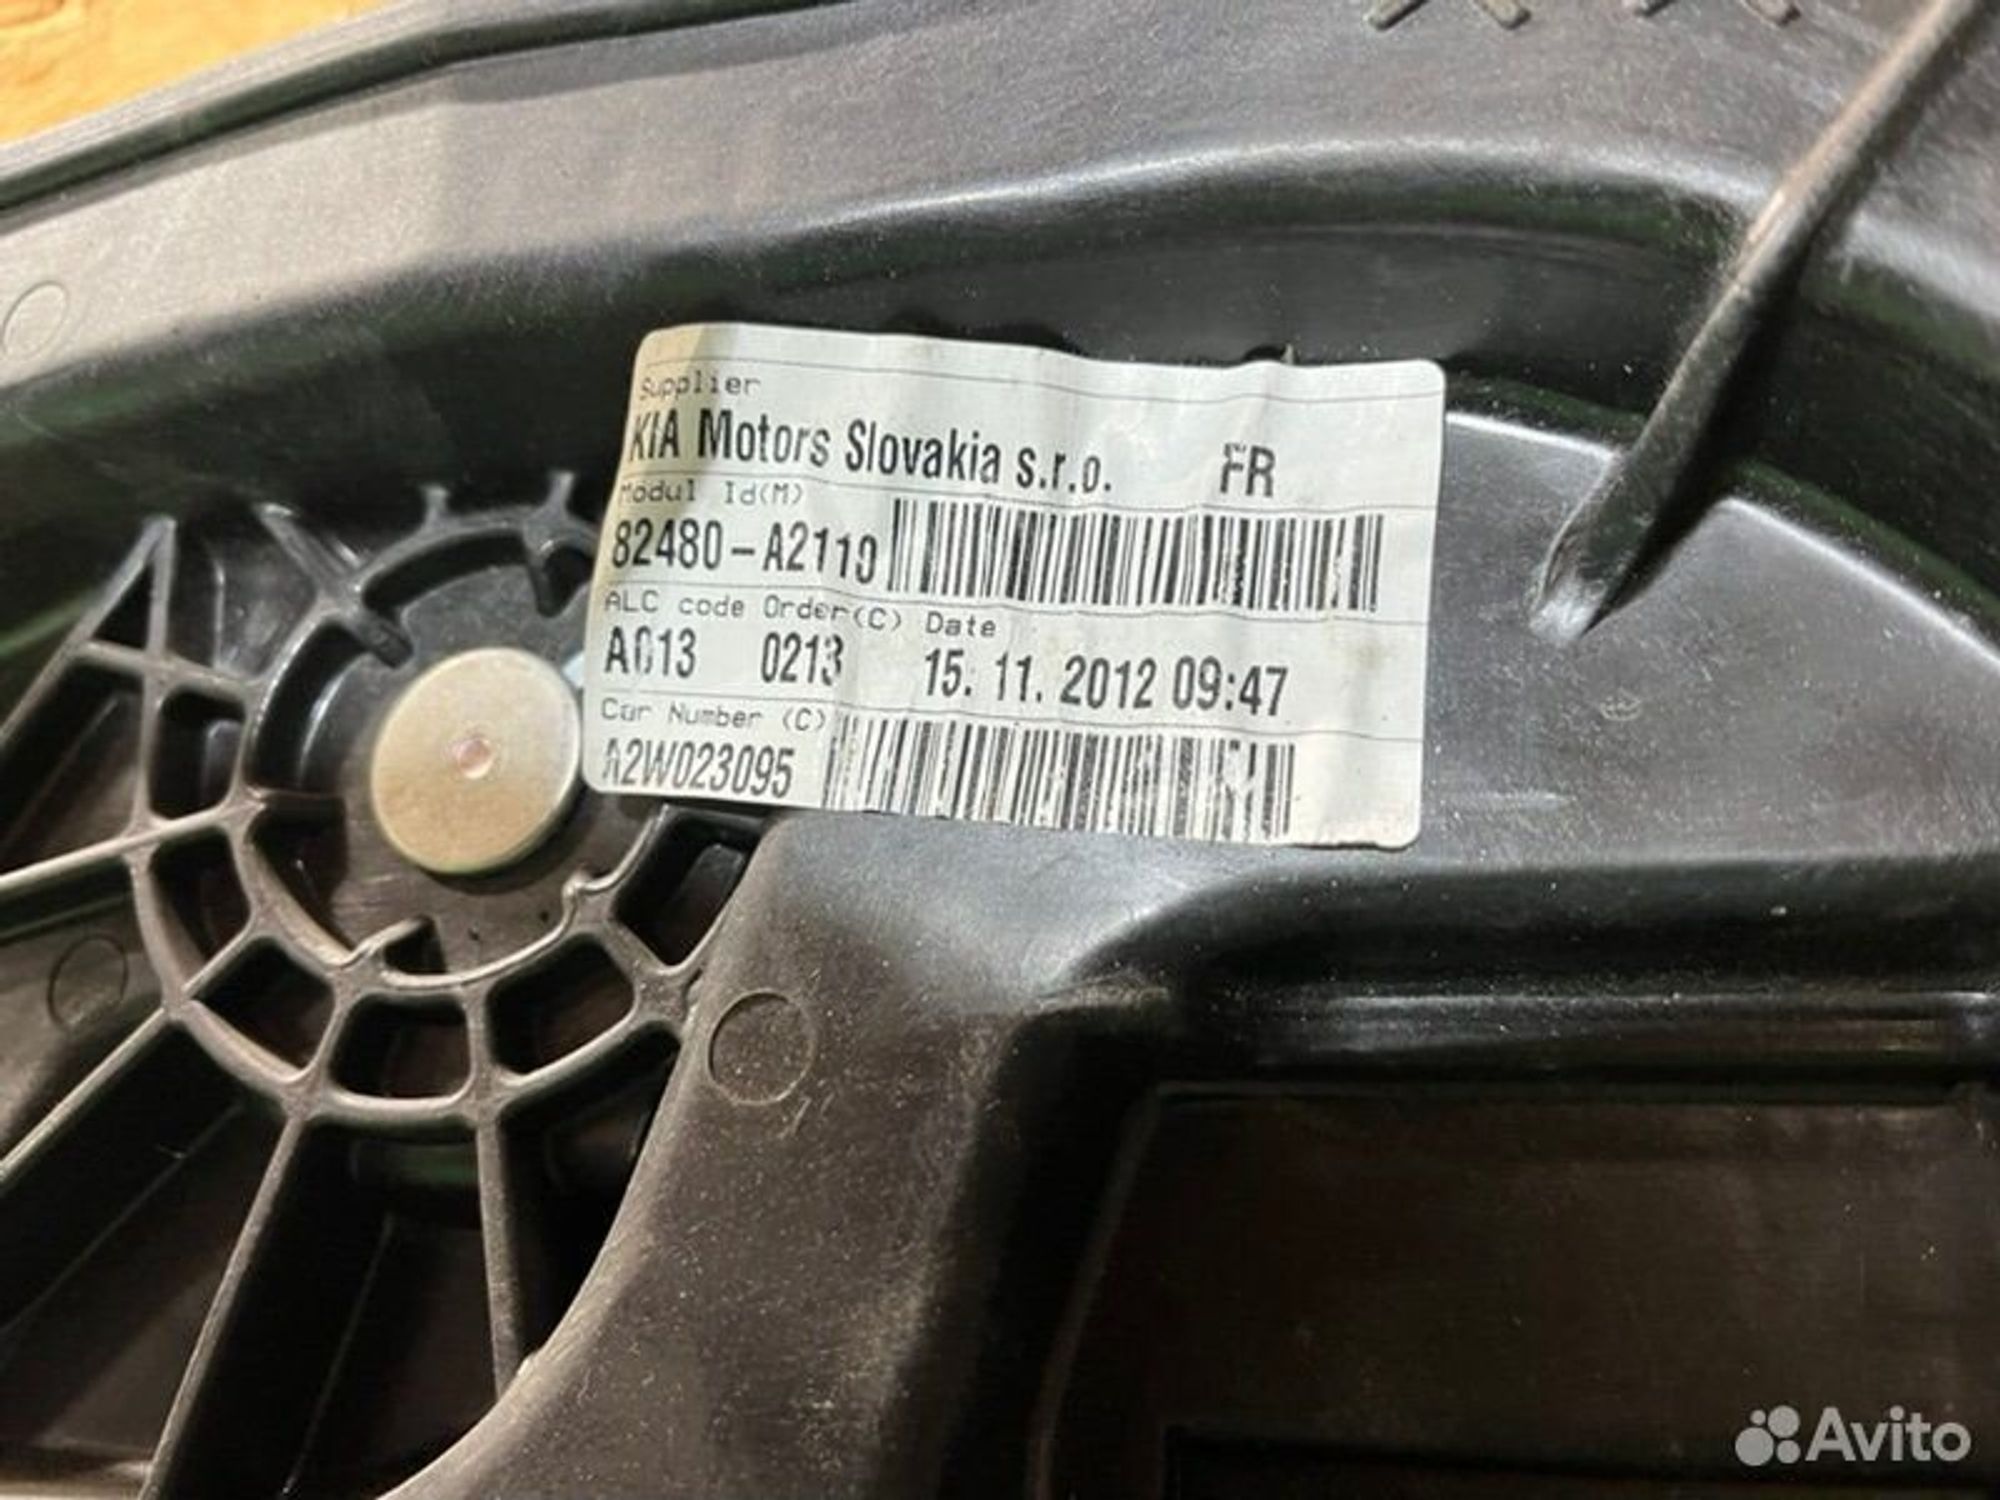 Supplier
KIA Motors Slovakia s.r.o. FR
Modul Id(M)
82480-A2110
ALC code Order(C) Date
A013 0213 15. 11. 2012 09:47
Car Number (C)
A2W023095
Avito